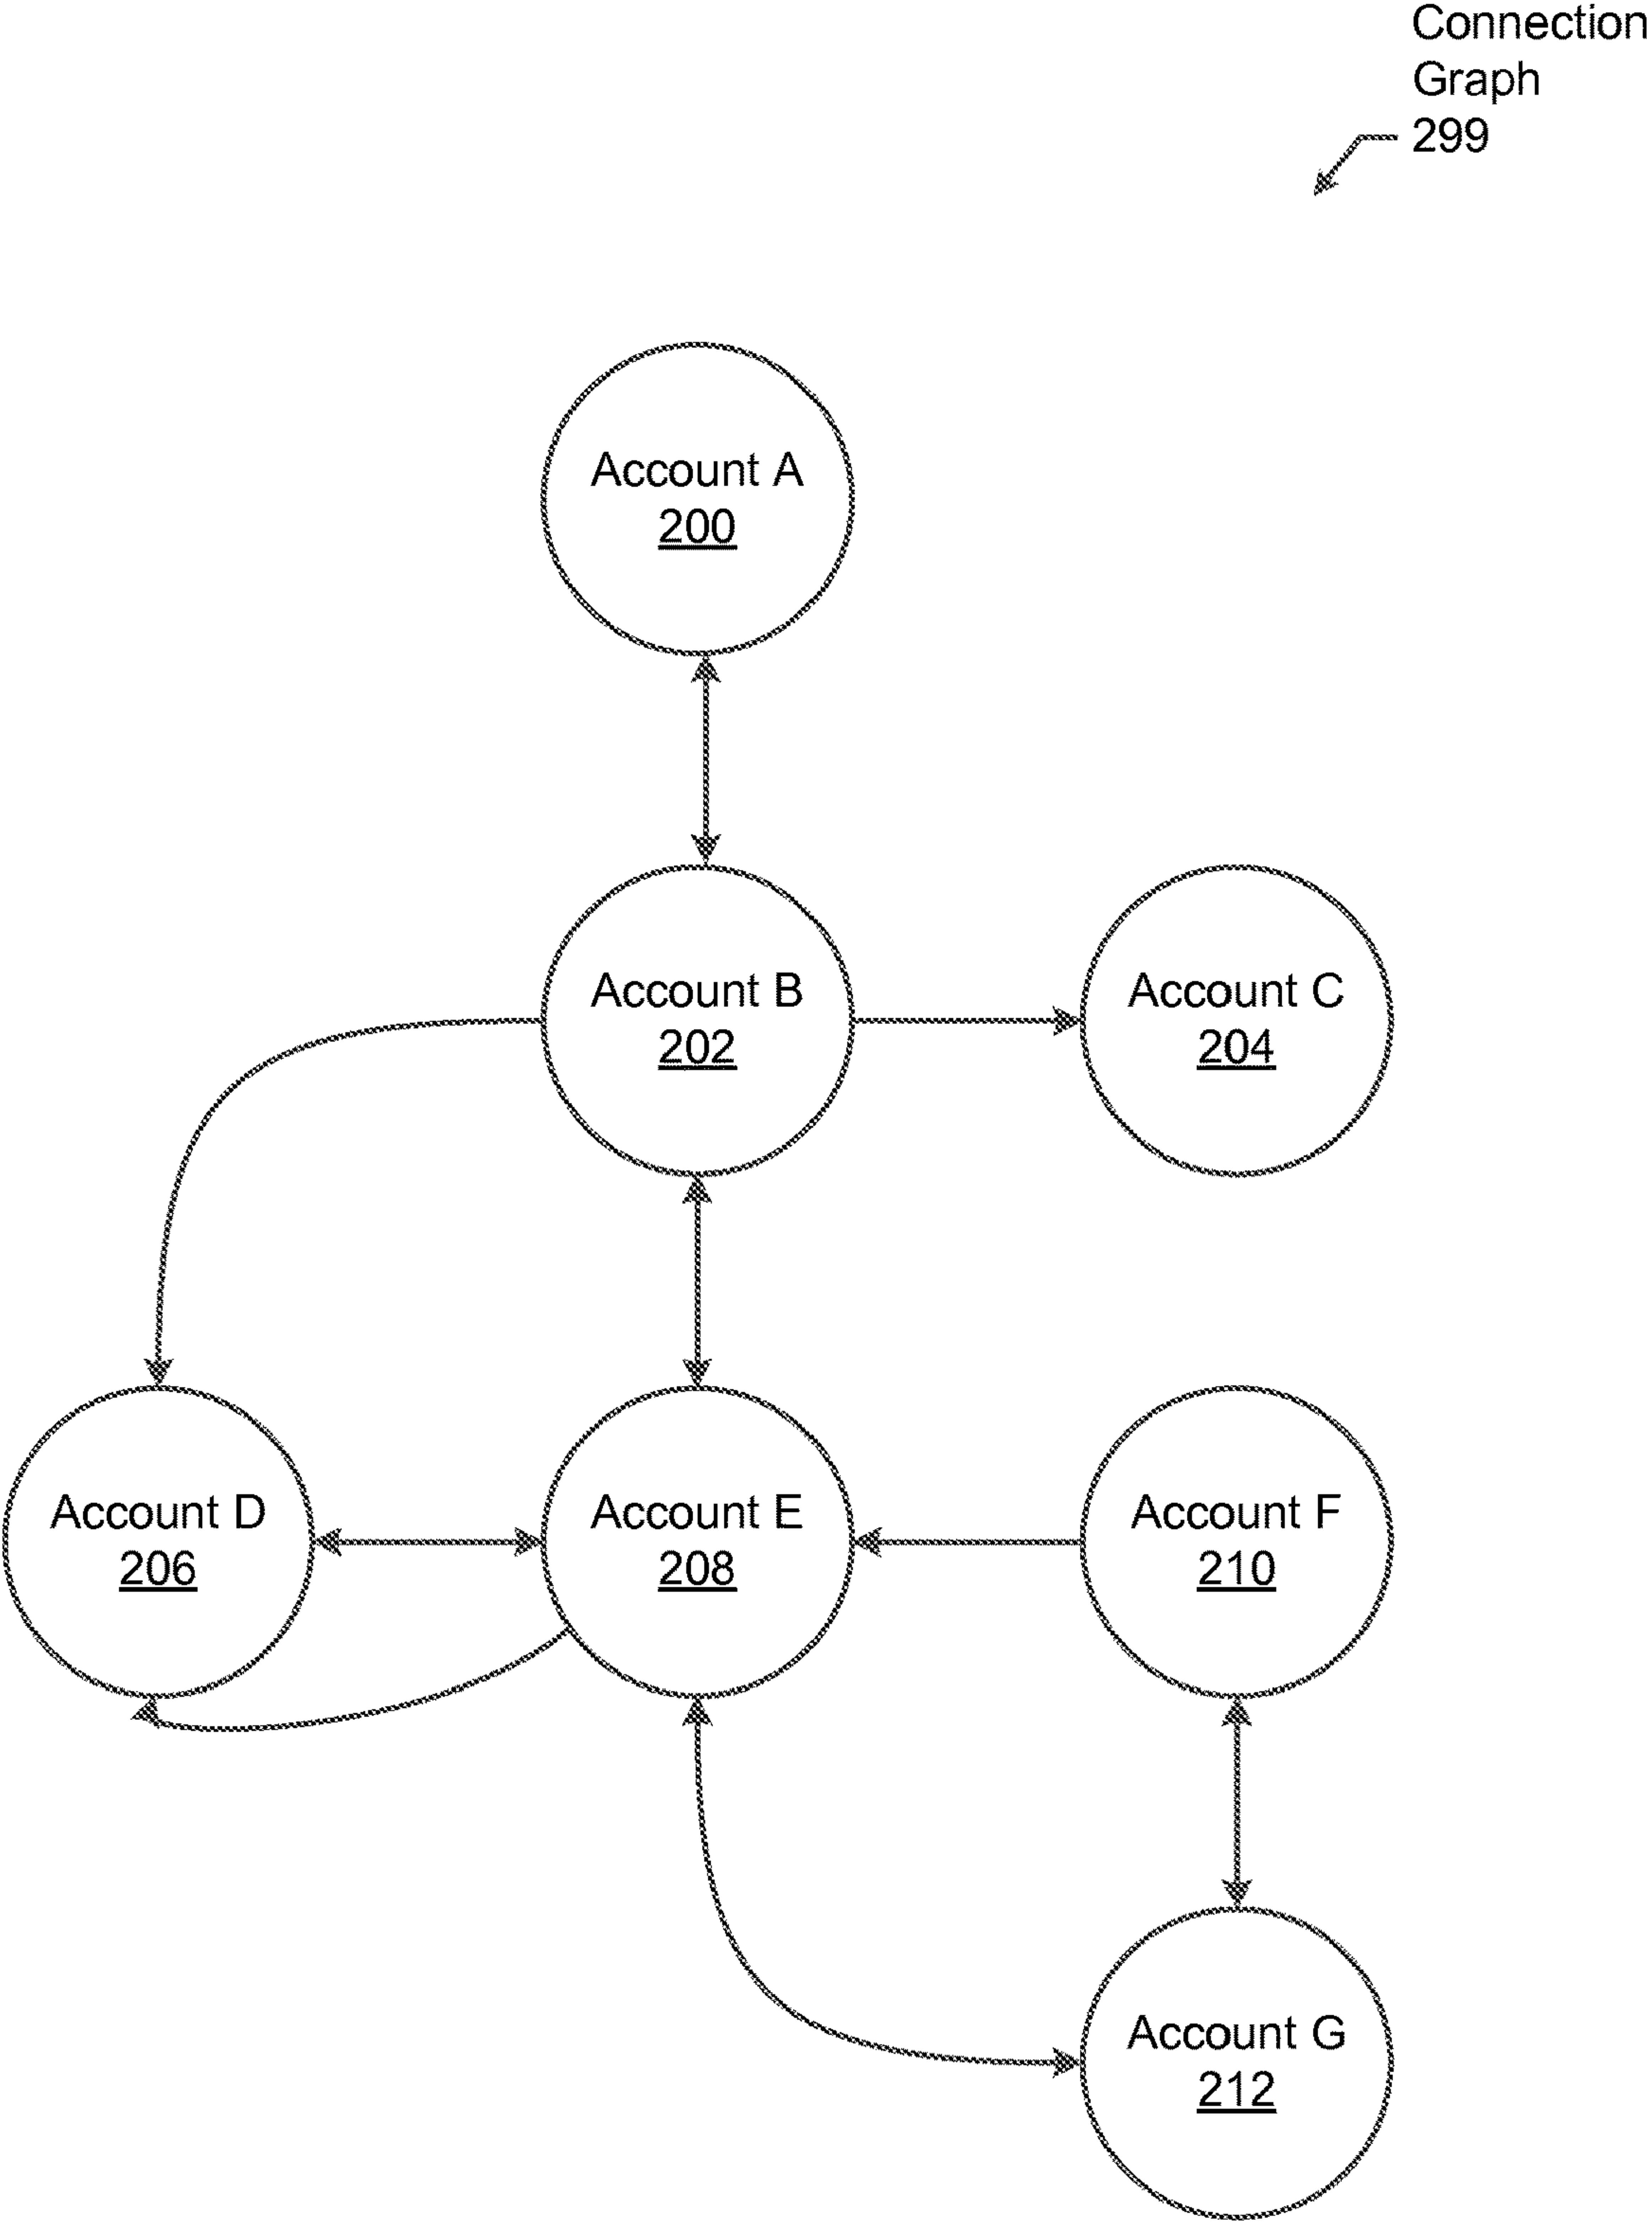 Connection
Graph
299
Account A
200
Account B
202
Account C
204
Account D
206
Account E
208
Account F
210
Account G
212